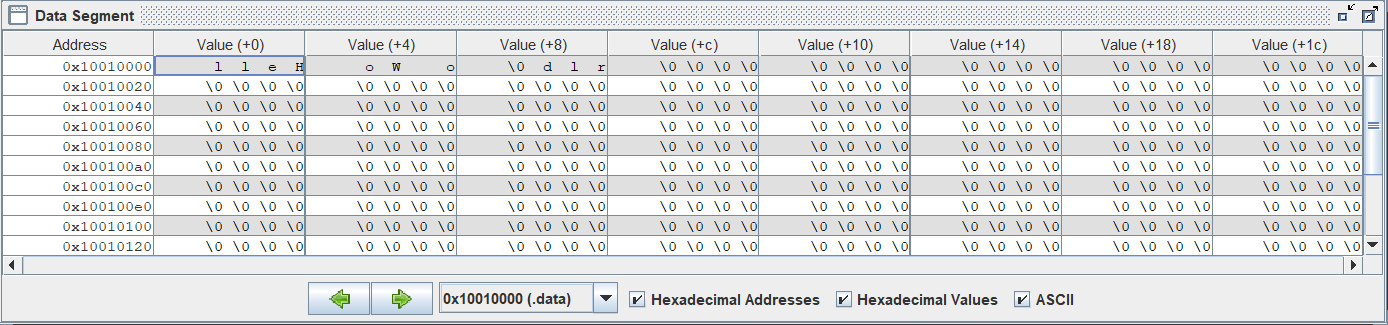 Data Segment
Address Value (+0) Value (+4) Value (+8) Value (+c) Value (+10) Value (+14) Value (+18) Value (+1c)
0x10010000 l l e H o W   o \0 d l r \0 \0 \0 \0 \0 \0 \0 \0 \0 \0 \0 \0 \0 \0 \0 \0 \0 \0 \0 \0
0x10010020 \0 \0 \0 \0 \0 \0 \0 \0 \0 \0 \0 \0 \0 \0 \0 \0 \0 \0 \0 \0 \0 \0 \0 \0 \0 \0 \0 \0 \0 \0 \0 \0
0x10010040 \0 \0 \0 \0 \0 \0 \0 \0 \0 \0 \0 \0 \0 \0 \0 \0 \0 \0 \0 \0 \0 \0 \0 \0 \0 \0 \0 \0 \0 \0 \0 \0
0x10010060 \0 \0 \0 \0 \0 \0 \0 \0 \0 \0 \0 \0 \0 \0 \0 \0 \0 \0 \0 \0 \0 \0 \0 \0 \0 \0 \0 \0 \0 \0 \0 \0
0x10010080 \0 \0 \0 \0 \0 \0 \0 \0 \0 \0 \0 \0 \0 \0 \0 \0 \0 \0 \0 \0 \0 \0 \0 \0 \0 \0 \0 \0 \0 \0 \0 \0
0x100100a0 \0 \0 \0 \0 \0 \0 \0 \0 \0 \0 \0 \0 \0 \0 \0 \0 \0 \0 \0 \0 \0 \0 \0 \0 \0 \0 \0 \0 \0 \0 \0 \0
0x100100c0 \0 \0 \0 \0 \0 \0 \0 \0 \0 \0 \0 \0 \0 \0 \0 \0 \0 \0 \0 \0 \0 \0 \0 \0 \0 \0 \0 \0 \0 \0 \0 \0
0x100100e0 \0 \0 \0 \0 \0 \0 \0 \0 \0 \0 \0 \0 \0 \0 \0 \0 \0 \0 \0 \0 \0 \0 \0 \0 \0 \0 \0 \0 \0 \0 \0 \0
0x10010100 \0 \0 \0 \0 \0 \0 \0 \0 \0 \0 \0 \0 \0 \0 \0 \0 \0 \0 \0 \0 \0 \0 \0 \0 \0 \0 \0 \0 \0 \0 \0 \0
0x10010120 \0 \0 \0 \0 \0 \0 \0 \0 \0 \0 \0 \0 \0 \0 \0 \0 \0 \0 \0 \0 \0 \0 \0 \0 \0 \0 \0 \0 \0 \0 \0 \0
0x10010000 (.data) Hexadecimal Addresses Hexadecimal Values ASCII